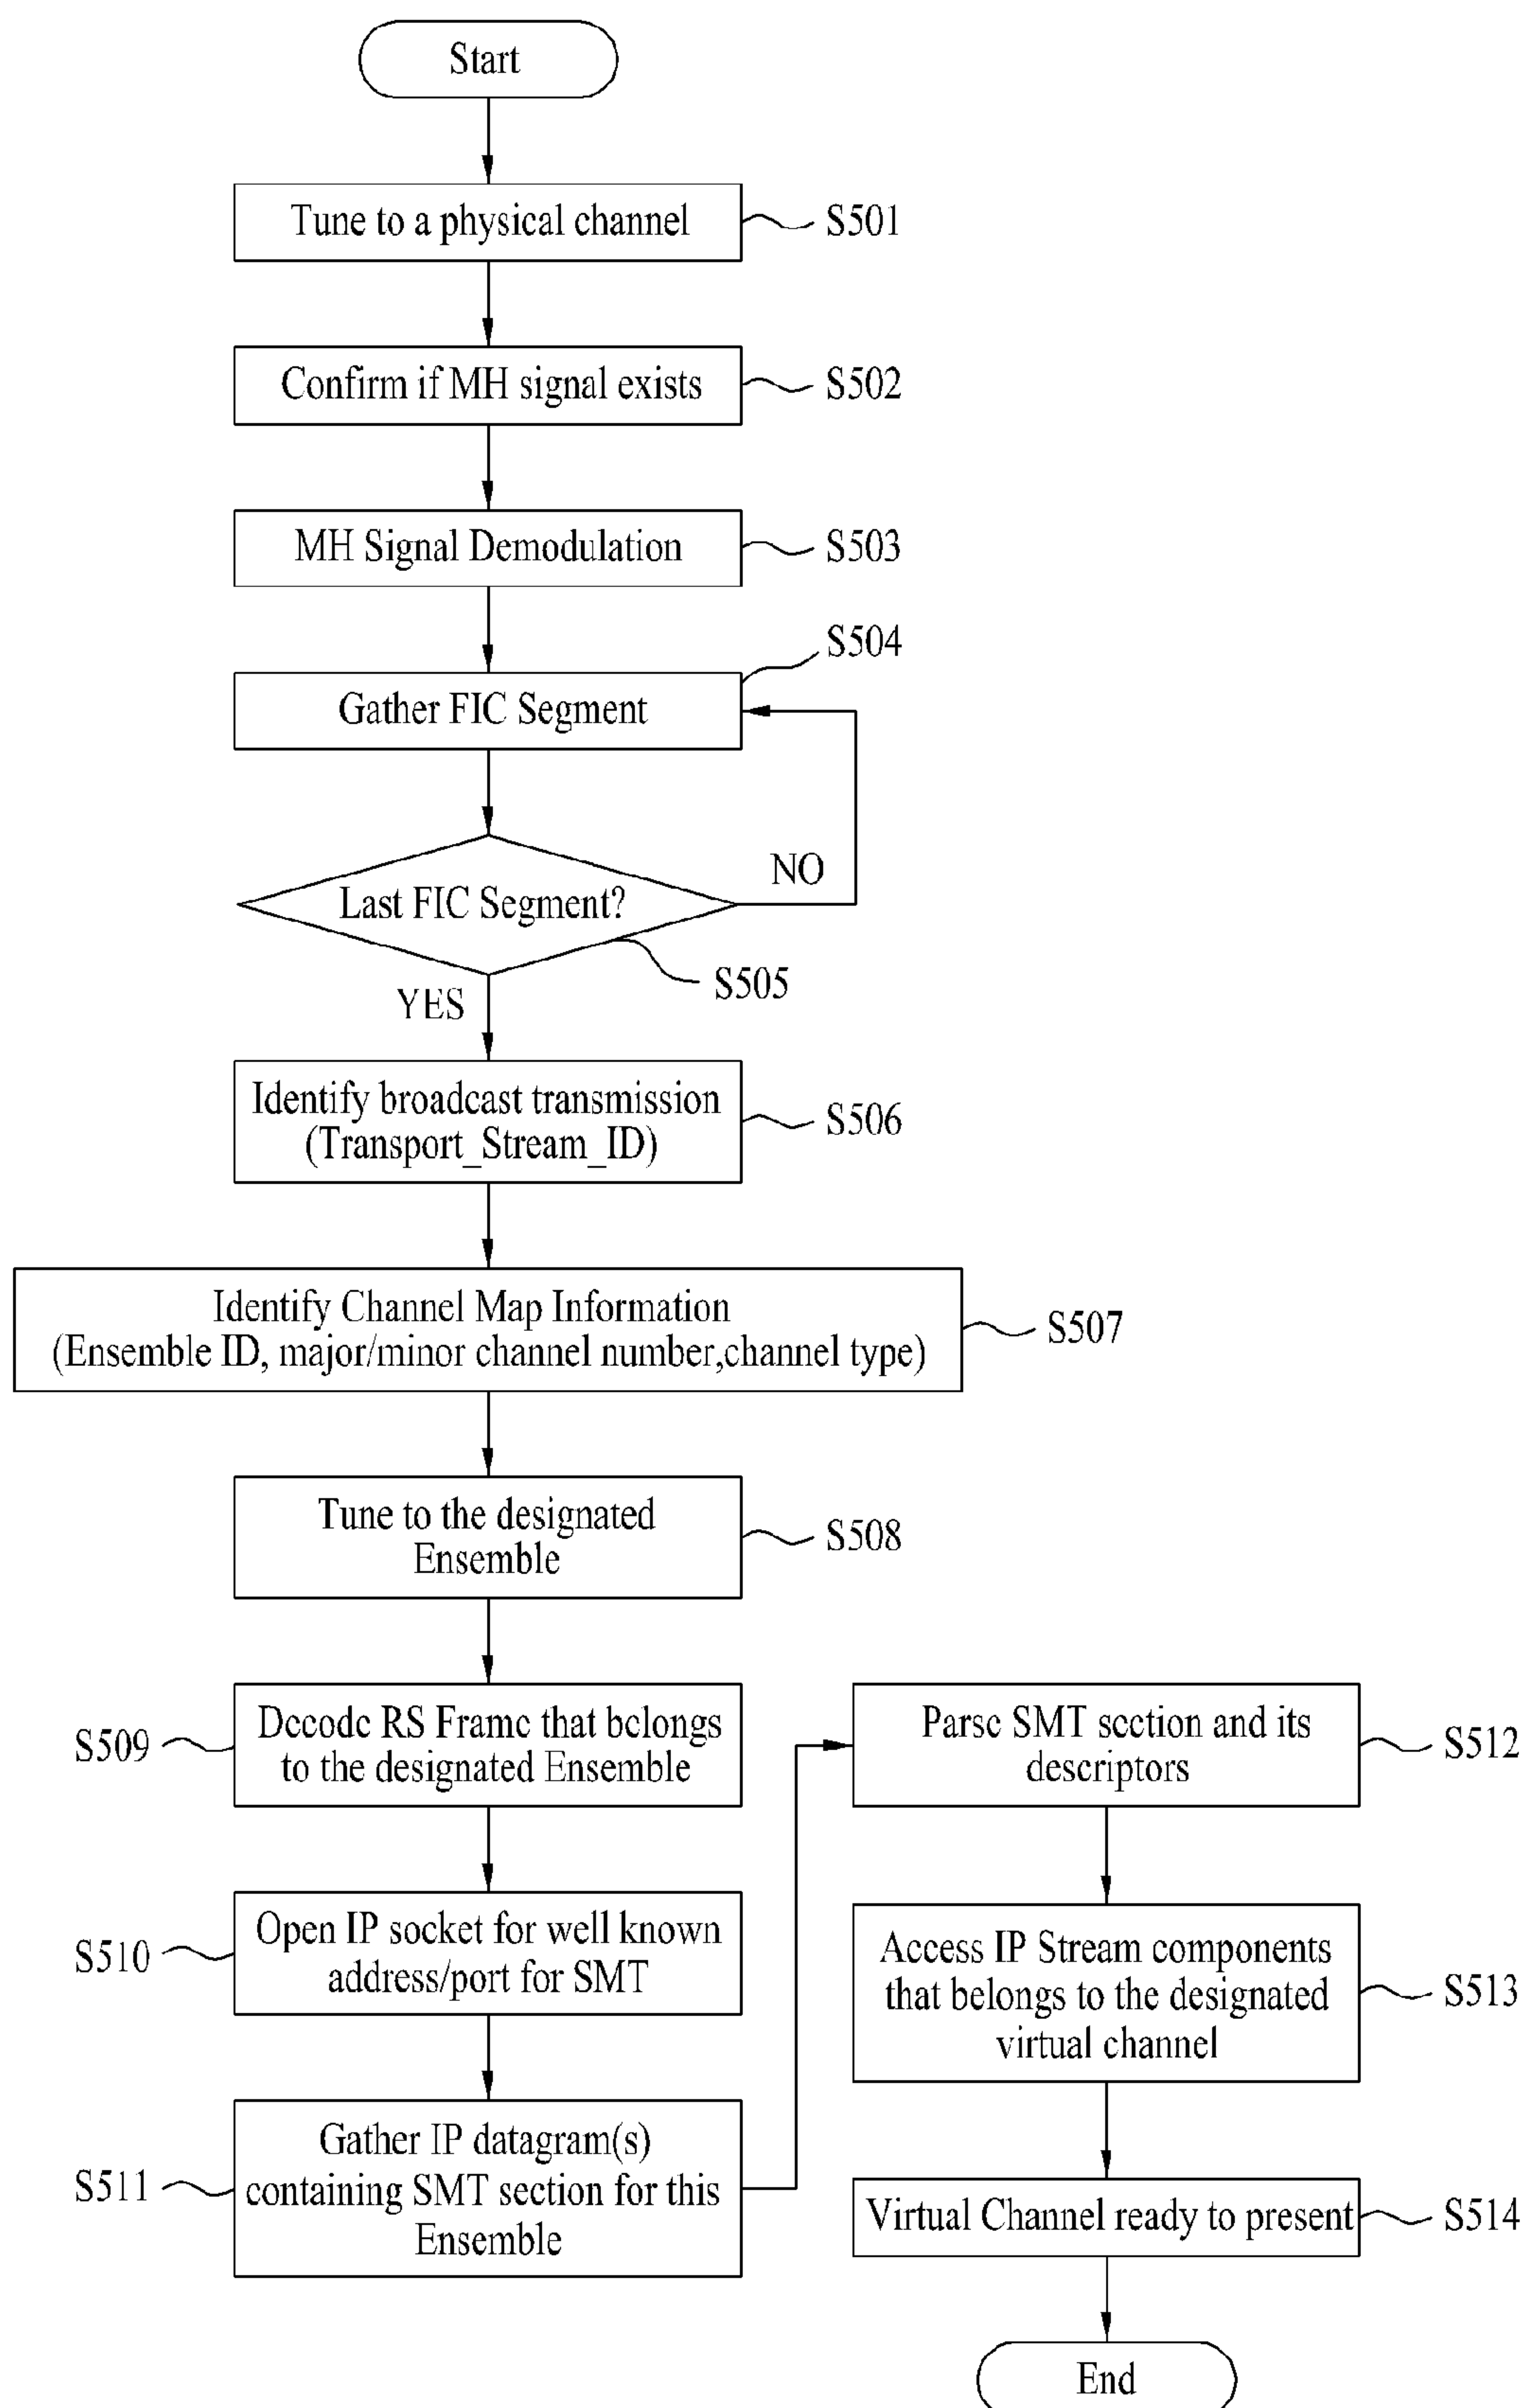 Start
Tune to a physical channel
S501
Confirm if MH signal exists
S502
MH Signal Demodulation
S503
S504
Gather FIC Segment
NO
Last FIC Segment?
S505
YES
Identify broadcast transmission
(Transport_Stream_ID)
S506
Identify Channel Map Information
(Ensemble ID, major/minor channel number,channel type)
S507
Tune to the designated
Ensemble
S508
S509
Decode RS Frame that belongs
to the designated Ensemble
S510
Open IP socket for well known
address/port for SMT
S511
Gather IP datagram(s)
containing SMT section for this
Ensemble
Parse SMT section and its
descriptors
S512
Access IP Stream components
that belongs to the designated
virtual channel
S513
Virtual Channel ready to present
S514
End